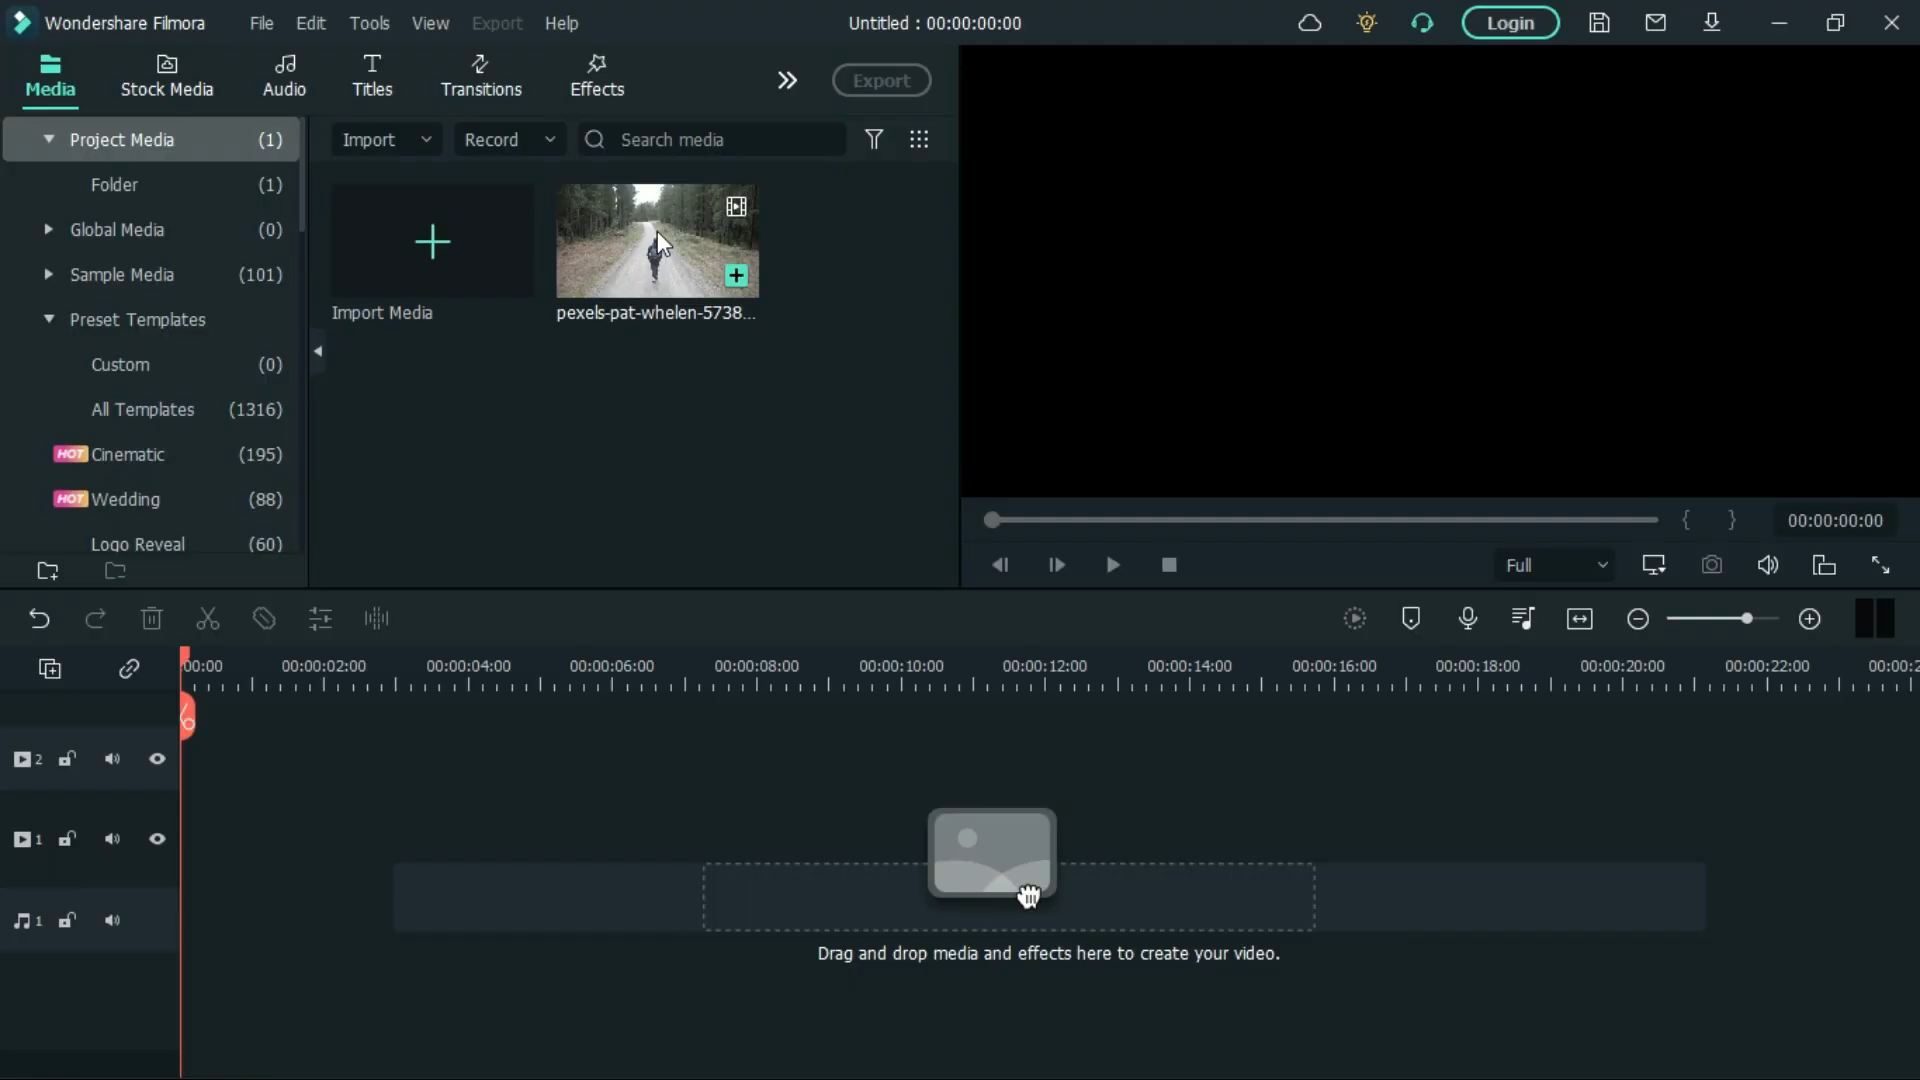 Wondershare Filmora File Edit Tools View Export Help Untitled : 00:00:00:00 Login
Media Stock Media Audio Titles Transitions Effects Export
Project Media (1)
Folder (1)
Global Media (0)
Sample Media (101)
Preset Templates
Custom (0)
All Templates (1316)
HOT Cinematic (195)
HOT Wedding (88)
Logo Reveal (60)
Import Record Search media
Import Media pexels-pat-whelen-5738...
00:00:00:00
Full
00:00 00:00:02:00 00:00:04:00 00:00:06:00 00:00:08:00 00:00:10:00 00:00:12:00 00:00:14:00 00:00:16:00 00:00:18:00 00:00:20:00 00:00:22:00 00:00:2
2
1
1
Drag and drop media and effects here to create your video.